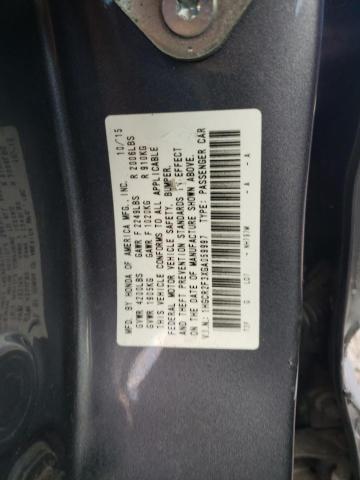 MFD. BY HONDA OF AMERICA MFG., INC. 10/15
GVWR 4200LBS GAWR F 2249LBS R 2006LBS
GVWR 1905KG GAWR F 1020KG R 910KG
THIS VEHICLE CONFORMS TO ALL APPLICABLE
FEDERAL MOTOR VEHICLE SAFETY, BUMPER,
AND THEFT PREVENTION STANDARDS IN EFFECT
ON THE DATE OF MANUFACTURE SHOWN ABOVE.
V.I.N.: 1HGCR2F3XGA059997 TYPE: PASSENGER CAR